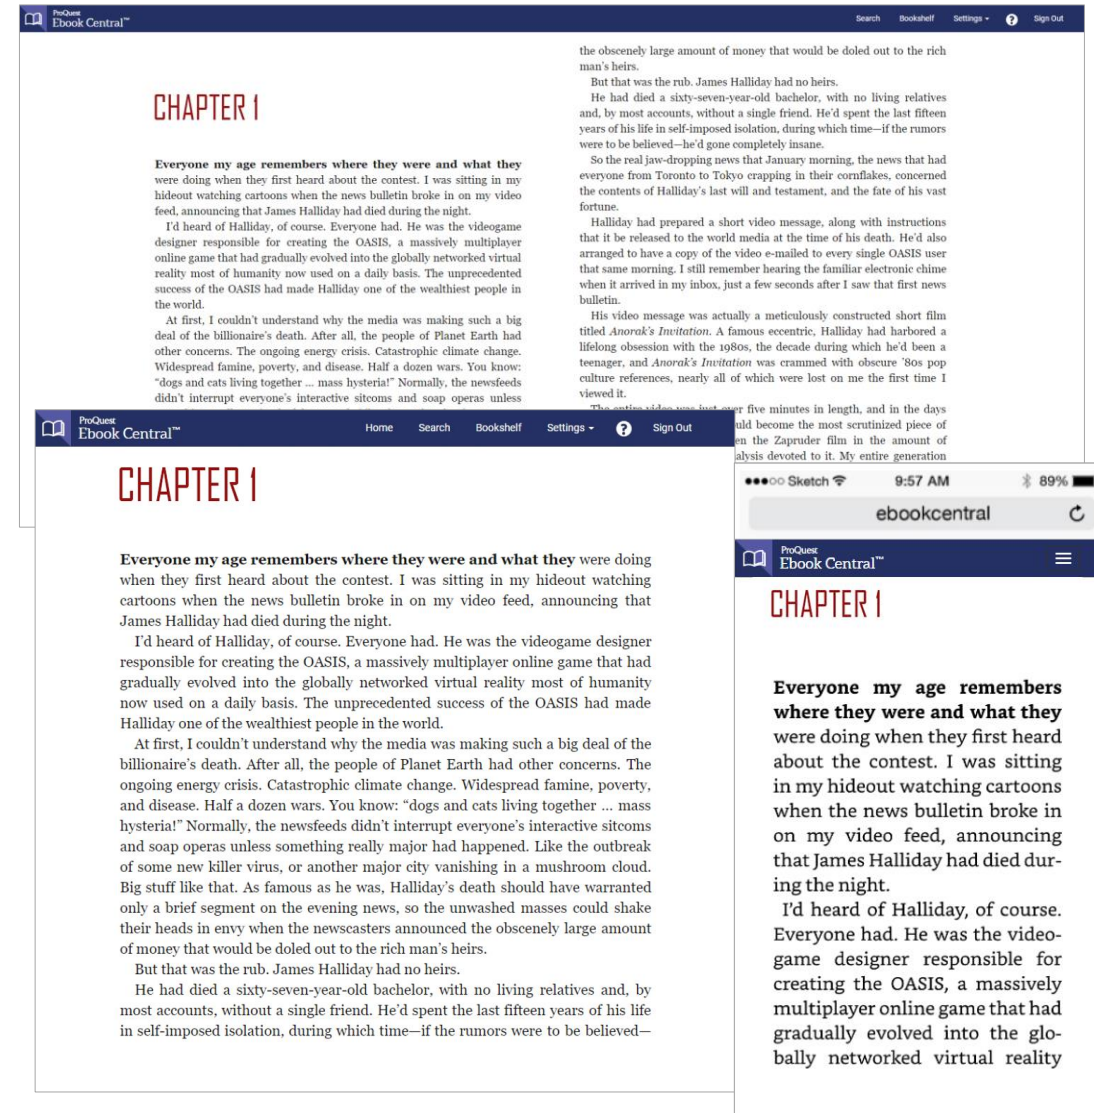 ProQuest
Ebook Central™
Search Bookshelf Settings ? Sign Out
CHAPTER 1
Everyone my age remembers where they were and what they
were doing when they first heard about the contest. I was sitting in my
hideout watching cartoons when the news bulletin broke in on my video
feed, announcing that James Halliday had died during the night.
I'd heard of Halliday, of course. Everyone had. He was the videogame
designer responsible for creating the OASIS, a massively multiplayer
online game that had gradually evolved into the globally networked virtual
reality most of humanity now used on a daily basis. The unprecedented
success of the OASIS had made Halliday one of the wealthiest people in
the world.
At first, I couldn't understand why the media was making such a big
deal of the billionaire's death. After all, the people of Planet Earth had
other concerns. The ongoing energy crisis. Catastrophic climate change.
Widespread famine, poverty, and disease. Half a dozen wars. You know:
“dogs and cats living together ... mass hysteria!” Normally, the newsfeeds
didn't interrupt everyone's interactive sitcoms and soap operas unless
the obscenely large amount of money that would be doled out to the rich
man's heirs.
But that was the rub. James Halliday had no heirs.
He had died a sixty-seven-year-old bachelor, with no living relatives
and, by most accounts, without a single friend. He'd spent the last fifteen
years of his life in self-imposed isolation, during which time—if the rumors
were to be believed—he'd gone completely insane.
So the real jaw-dropping news that January morning, the news that had
everyone from Toronto to Tokyo crapping in their cornflakes, concerned
the contents of Halliday's last will and testament, and the fate of his vast
fortune.
Halliday had prepared a short video message, along with instructions
that it be released to the world media at the time of his death. He'd also
arranged to have a copy of the video e-mailed to every single OASIS user
that same morning. I still remember hearing the familiar electronic chime
when it arrived in my inbox, just a few seconds after I saw that first news
bulletin.
His video message was actually a meticulously constructed short film
titled Anorak's Invitation. A famous eccentric, Halliday had harbored a
lifelong obsession with the 1980s, the decade during which he'd been a
teenager, and Anorak's Invitation was crammed with obscure '80s pop
culture references, nearly all of which were lost on me the first time I
viewed it.
The entire video was just over five minutes in length, and in the days
uld become the most scrutinized piece of
en the Zapruder film in the amount of
alysis devoted to it. My entire generation
ProQuest
Ebook Central™
Home Search Bookshelf Settings ? Sign Out
CHAPTER 1
Everyone my age remembers where they were and what they were doing
when they first heard about the contest. I was sitting in my hideout watching
cartoons when the news bulletin broke in on my video feed, announcing that
James Halliday had died during the night.
I'd heard of Halliday, of course. Everyone had. He was the videogame designer
responsible for creating the OASIS, a massively multiplayer online game that had
gradually evolved into the globally networked virtual reality most of humanity
now used on a daily basis. The unprecedented success of the OASIS had made
Halliday one of the wealthiest people in the world.
At first, I couldn't understand why the media was making such a big deal of the
billionaire's death. After all, the people of Planet Earth had other concerns. The
ongoing energy crisis. Catastrophic climate change. Widespread famine, poverty,
and disease. Half a dozen wars. You know: “dogs and cats living together ... mass
hysteria!” Normally, the newsfeeds didn't interrupt everyone's interactive sitcoms
and soap operas unless something really major had happened. Like the outbreak
of some new killer virus, or another major city vanishing in a mushroom cloud.
Big stuff like that. As famous as he was, Halliday's death should have warranted
only a brief segment on the evening news, so the unwashed masses could shake
their heads in envy when the newscasters announced the obscenely large amount
of money that would be doled out to the rich man's heirs.
But that was the rub. James Halliday had no heirs.
He had died a sixty-seven-year-old bachelor, with no living relatives and, by
most accounts, without a single friend. He'd spent the last fifteen years of his life
in self-imposed isolation, during which time—if the rumors were to be believed—
Sketch 9:57 AM 89%
ebookcentral
ProQuest
Ebook Central™
CHAPTER 1
Everyone my age remembers
where they were and what they
were doing when they first heard
about the contest. I was sitting
in my hideout watching cartoons
when the news bulletin broke in
on my video feed, announcing
that James Halliday had died dur-
ing the night.
I'd heard of Halliday, of course.
Everyone had. He was the video-
game designer responsible for
creating the OASIS, a massively
multiplayer online game that had
gradually evolved into the glo-
bally networked virtual reality